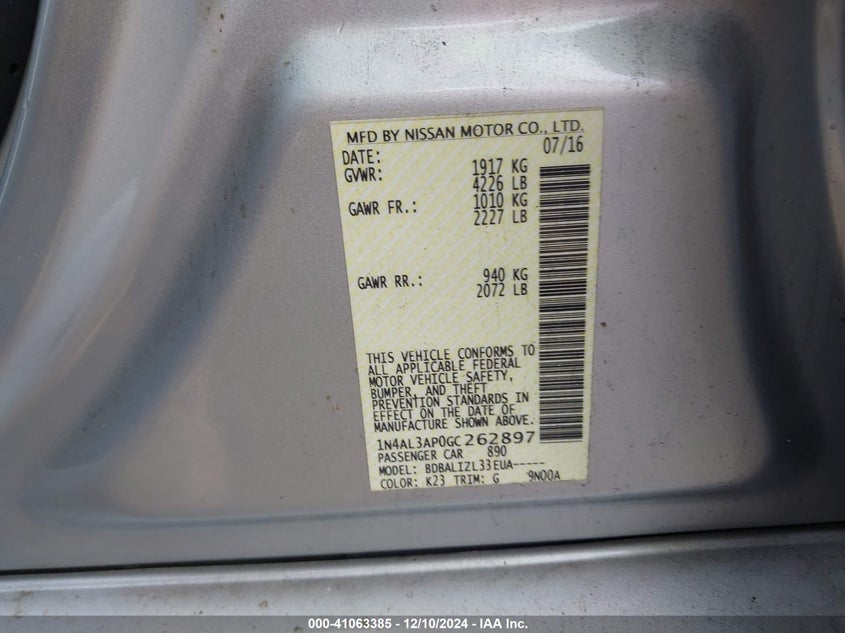 MFD BY NISSAN MOTOR CO., LTD.
DATE: 07/16
GVWR: 1917 KG
4226 LB
GAWR FR.: 1010 KG
2227 LB
GAWR RR.: 940 KG
2072 LB
THIS VEHICLE CONFORMS TO
ALL APPLICABLE FEDERAL
MOTOR VEHICLE SAFETY,
BUMPER, AND THEFT
PREVENTION STANDARDS IN
EFFECT ON THE DATE OF
MANUFACTURE SHOWN ABOVE.
1N4AL3AP0GC262897
PASSENGER CAR 890
MODEL: BDBALIZL33EUA-----
COLOR: K23 TRIM: G 9N00A
000-41063385 - 12/10/2024 - IAA Inc.